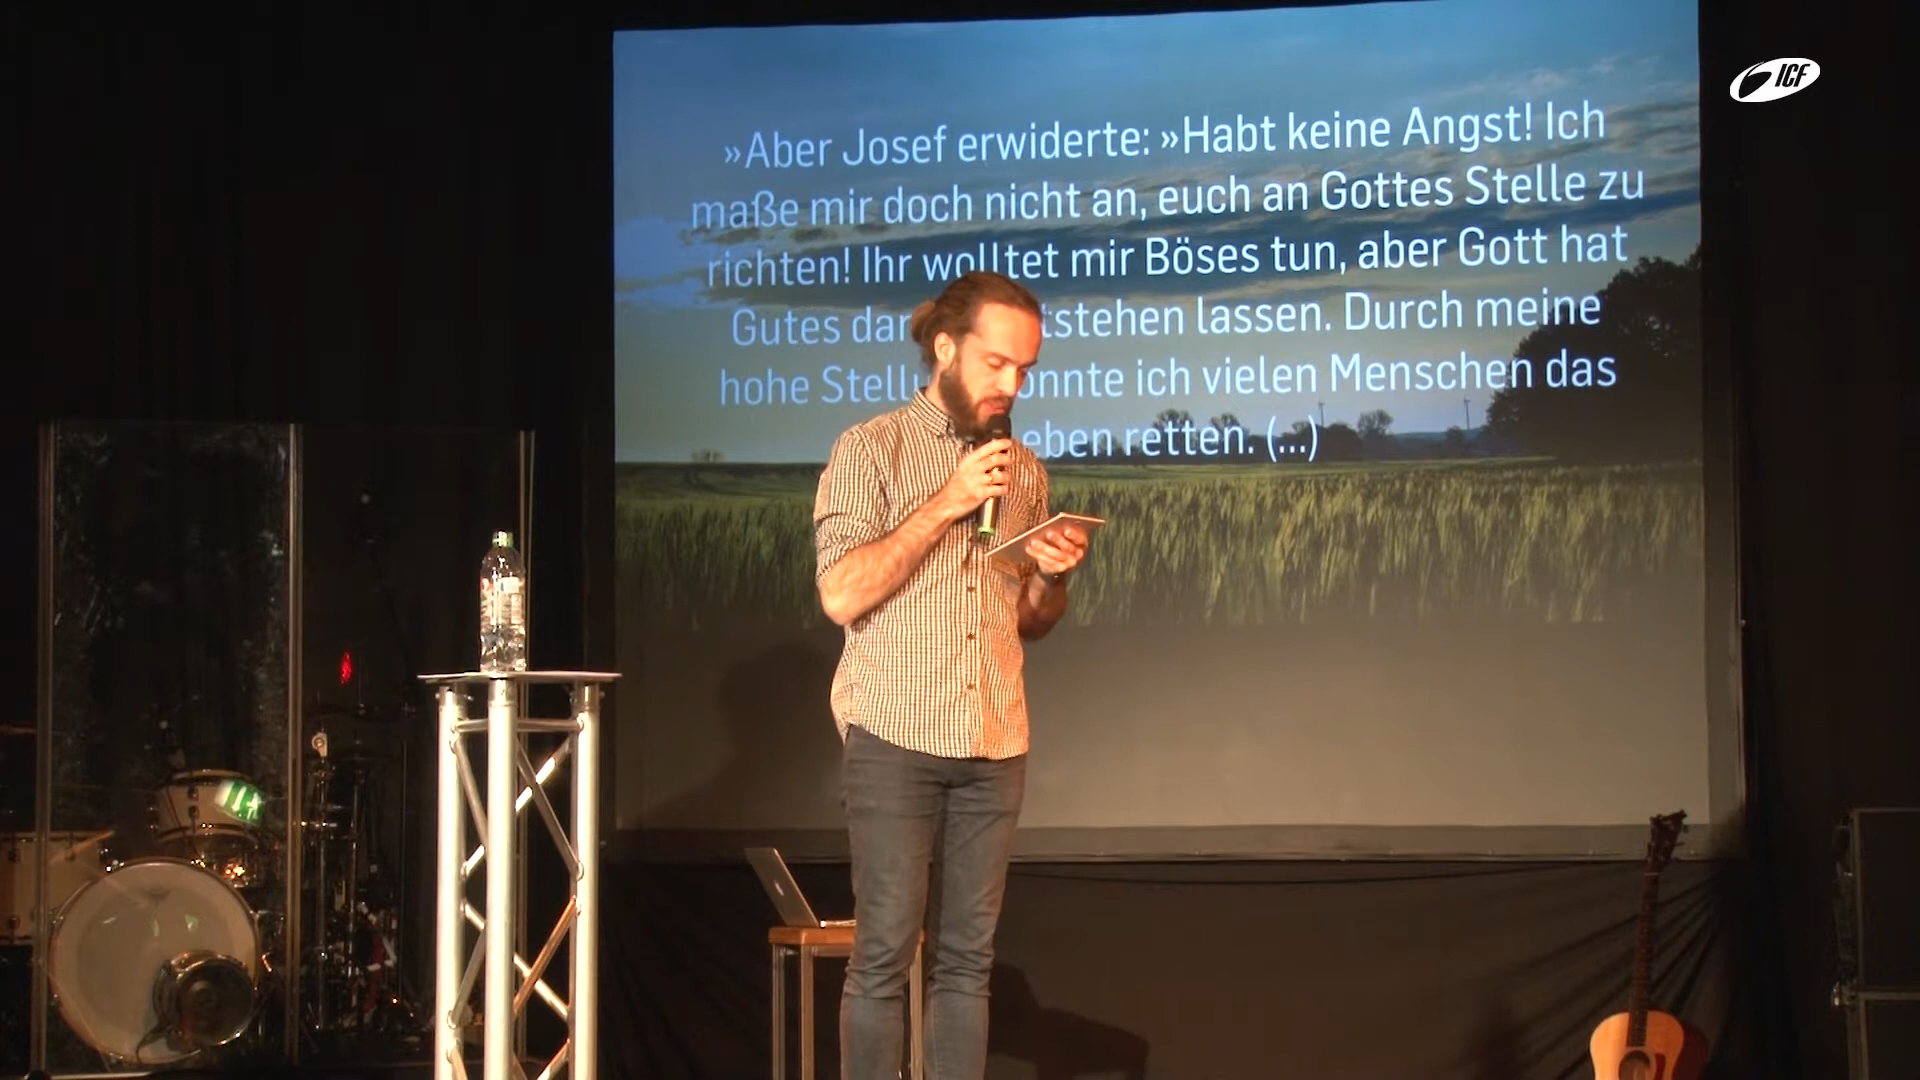 ICF
»Aber Josef erwiderte: »Habt keine Angst! Ich
maße mir doch nicht an, euch an Gottes Stelle zu
richten! Ihr wolltet mir Böses tun, aber Gott hat
Gutes dar tstehen lassen. Durch meine
hohe Stellu onnte ich vielen Menschen das
eben retten. (...)